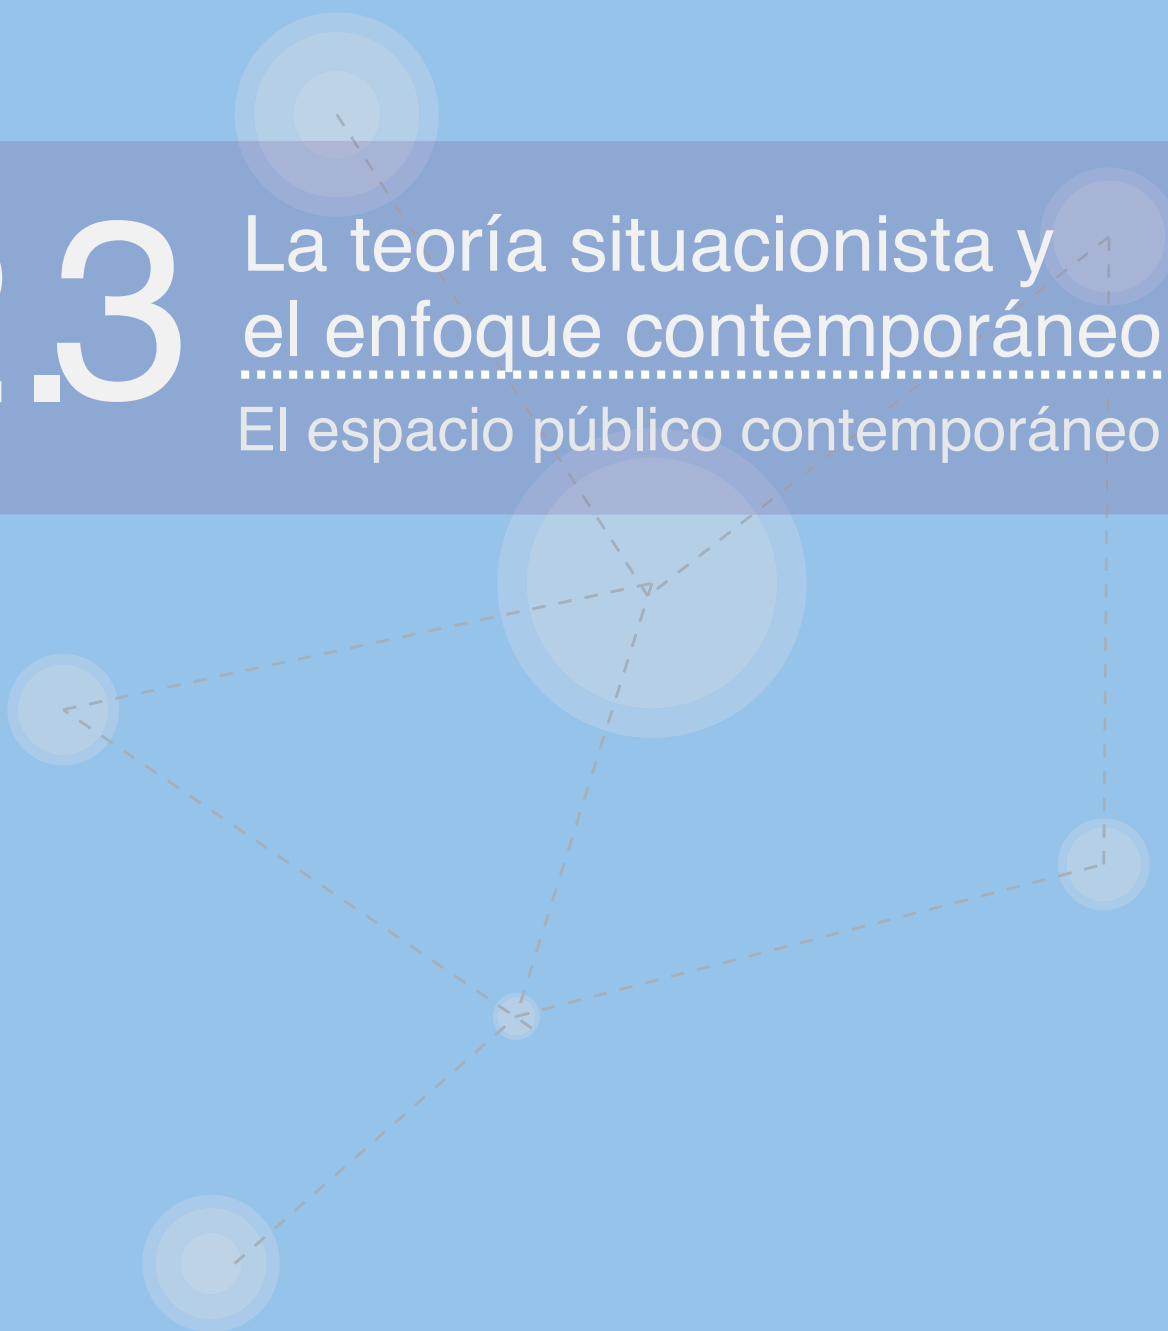 .3
La teoría situacionista y
el enfoque contemporáneo
El espacio público contemporáneo